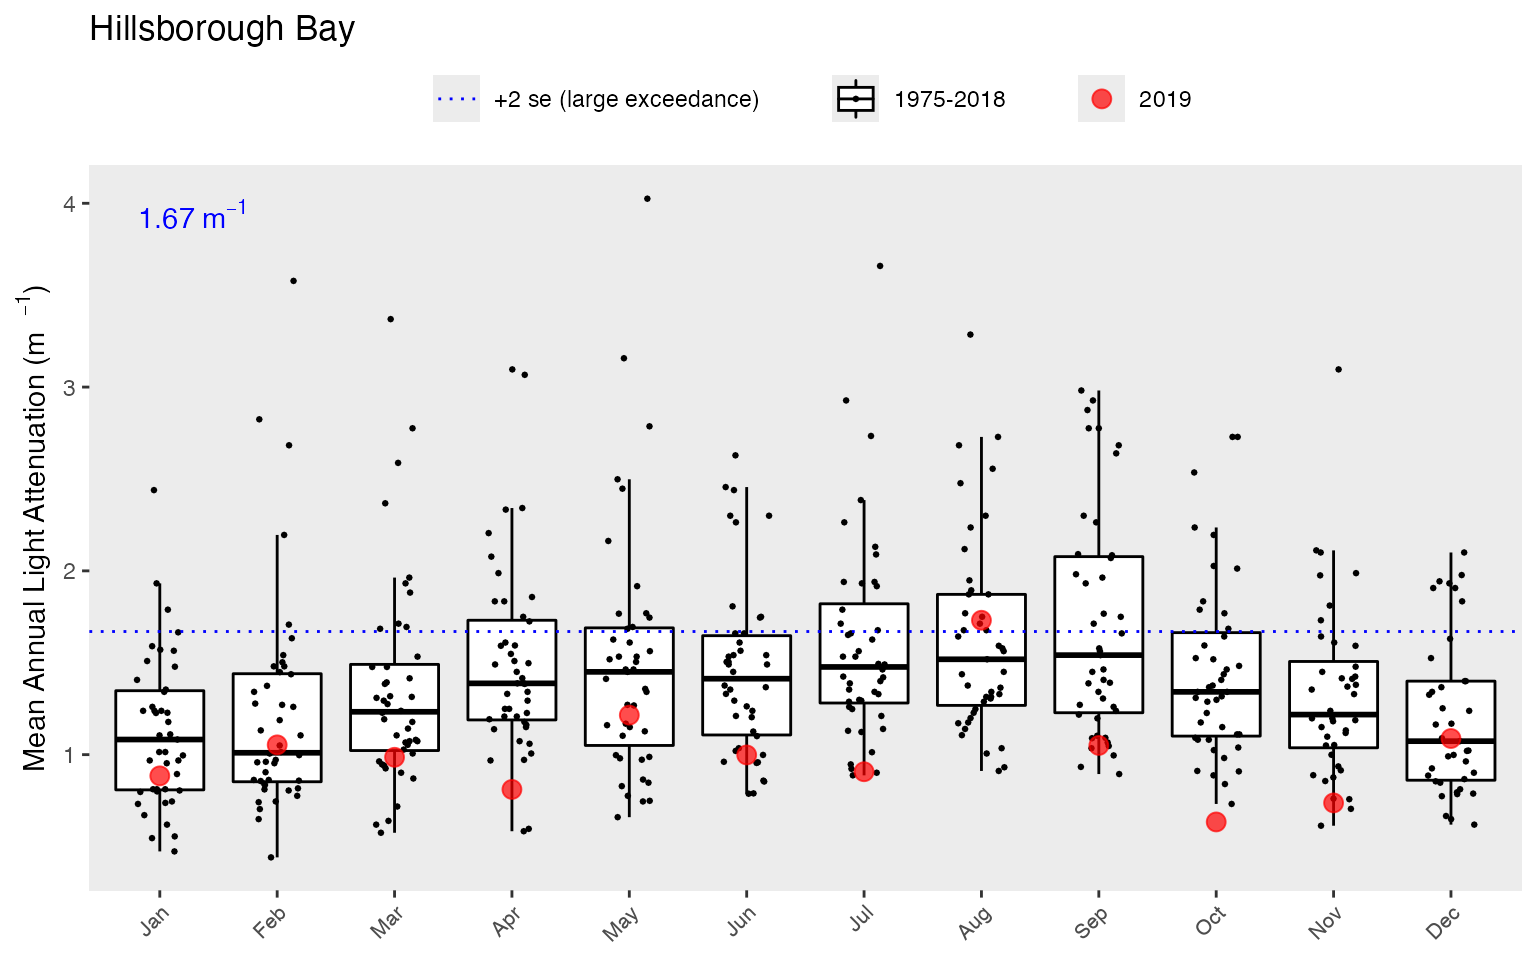 Hillsborough Bay
+2 se (large exceedance) 1975-2018 2019
1.67 m⁻¹
Mean Annual Light Attenuation (m ⁻¹)
4
3
2
1
Jan Feb Mar Apr May Jun Jul Aug Sep Oct Nov Dec